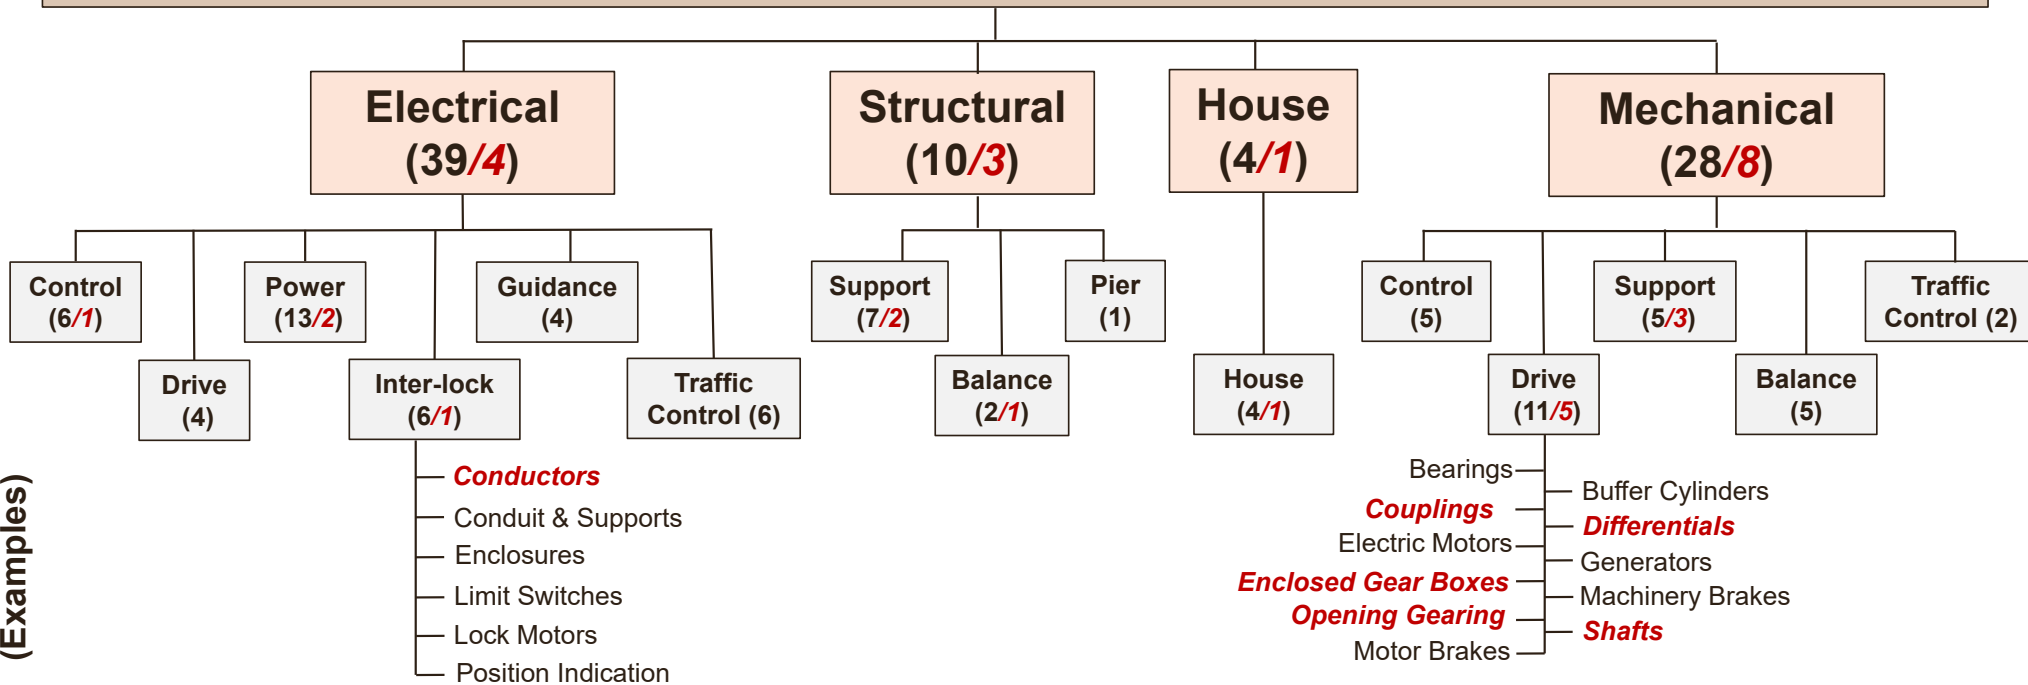 Electrical
(39/4)
Structural
(10/3)
House
(4/1)
Mechanical
(28/8)
Control
(6/1)
Power
(13/2)
Guidance
(4)
Drive
(4)
Inter-lock
(6/1)
Traffic
Control (6)
Support
(7/2)
Pier
(1)
Balance
(2/1)
House
(4/1)
Control
(5)
Support
(5/3)
Traffic
Control (2)
Drive
(11/5)
Balance
(5)
(Examples)
Conductors
Conduit & Supports
Enclosures
Limit Switches
Lock Motors
Position Indication
Bearings
Buffer Cylinders
Couplings
Differentials
Electric Motors
Generators
Enclosed Gear Boxes
Machinery Brakes
Opening Gearing
Shafts
Motor Brakes